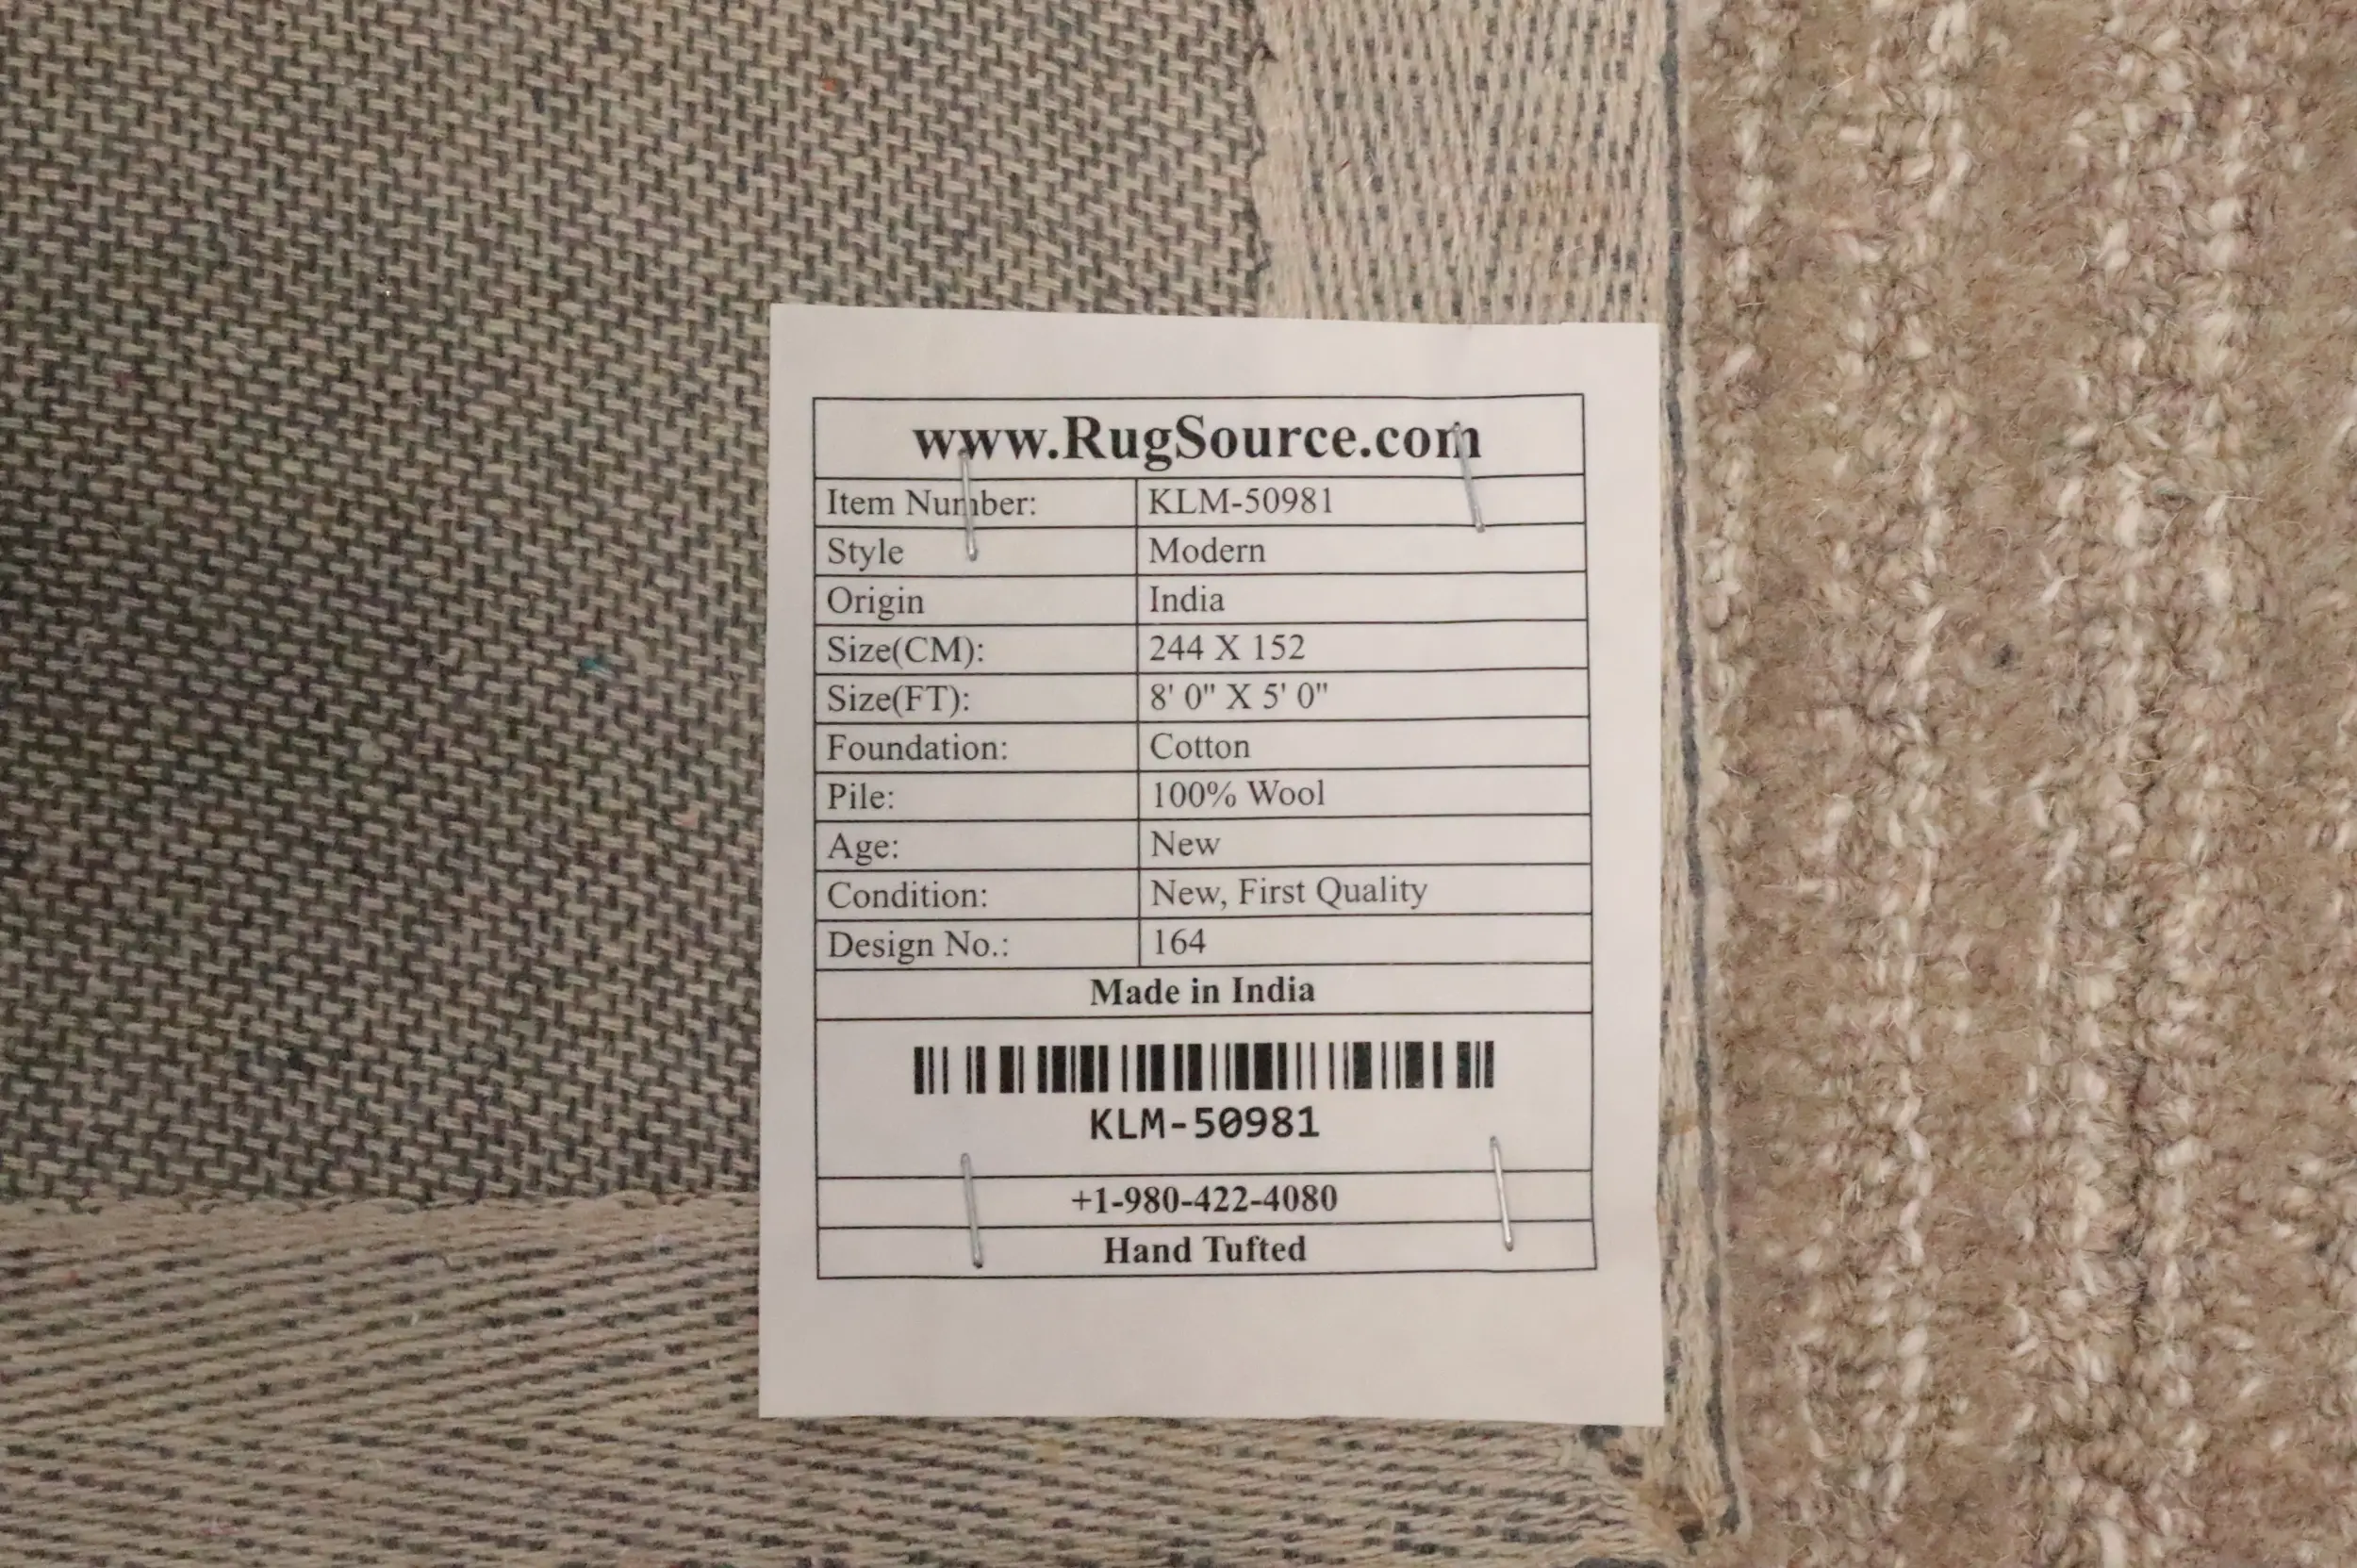 www.RugSource.com
Item Number: KLM-50981
Style Modern
Origin India
Size(CM): 244 X 152
Size(FT): 8' 0" X 5' 0"
Foundation: Cotton
Pile: 100% Wool
Age: New
Condition: New, First Quality
Design No.: 164
Made in India
KLM-50981
+1-980-422-4080
Hand Tufted